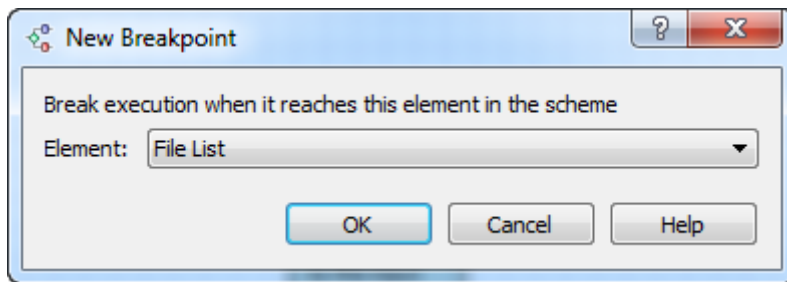 New Breakpoint
?
Break execution when it reaches this element in the scheme
Element: File List
OK Cancel Help